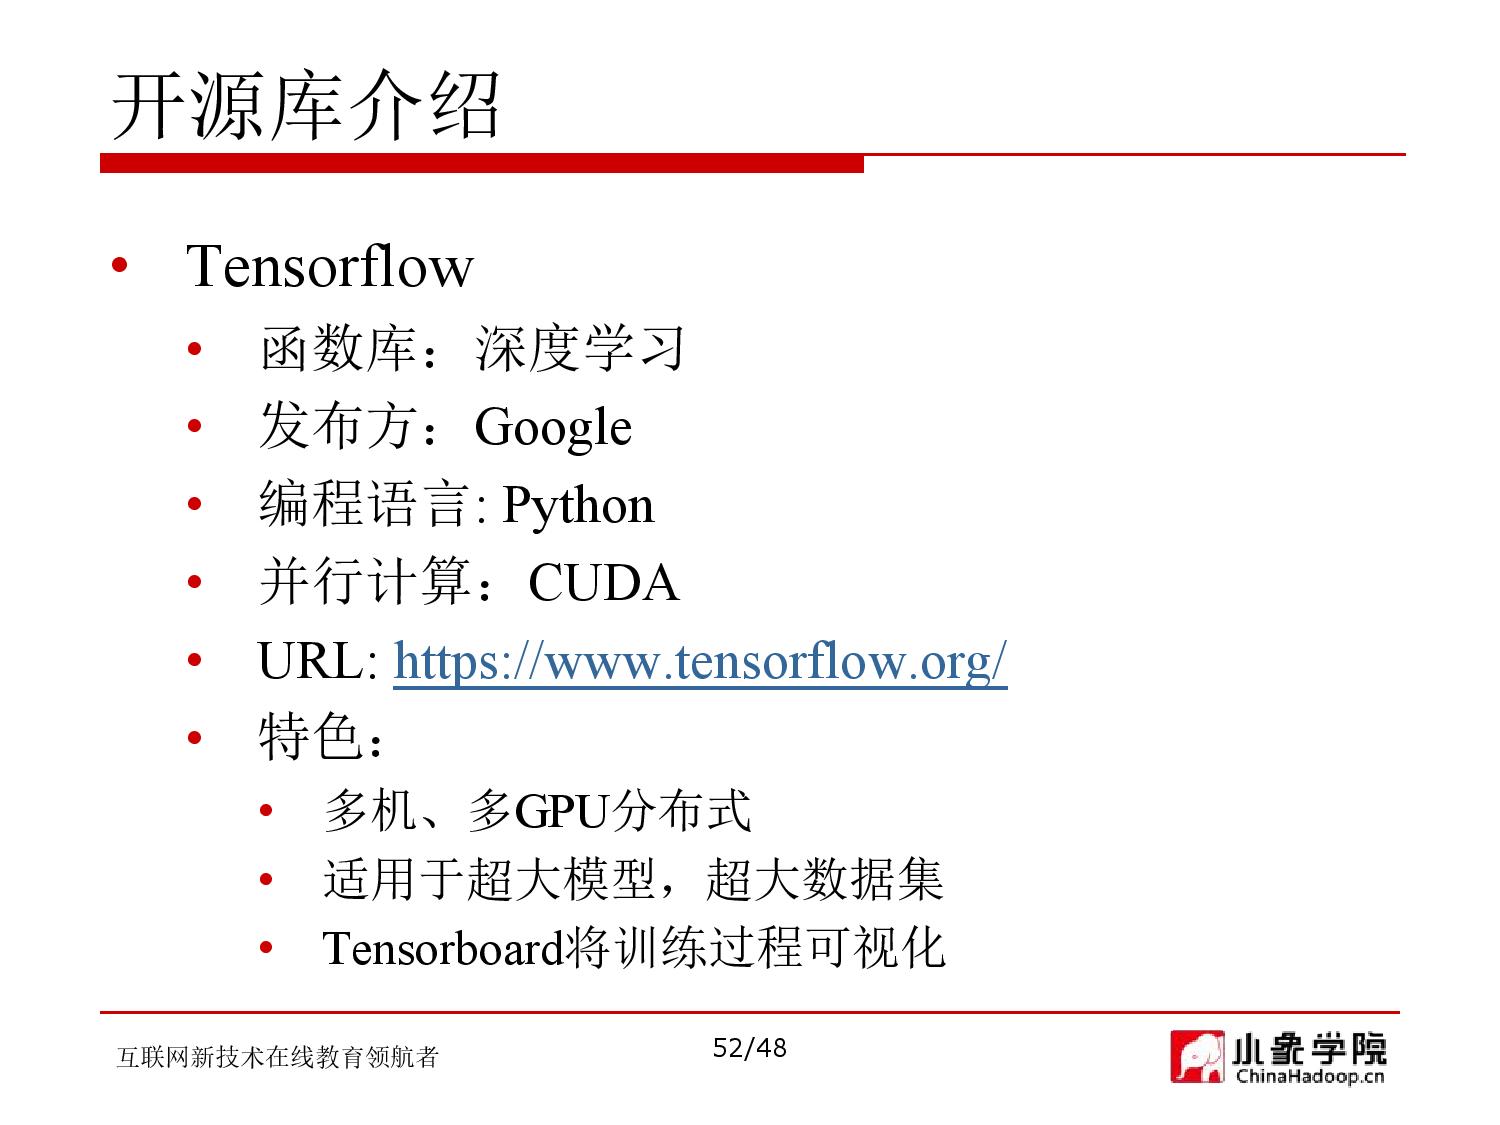 开源库介绍
• Tensorflow
• 函数库：深度学习
• 发布方：Google
• 编程语言: Python
• 并行计算：CUDA
• URL: https://www.tensorflow.org/
• 特色：
• 多机、多GPU分布式
• 适用于超大模型，超大数据集
• Tensorboard将训练过程可视化
互联网新技术在线教育领航者
52/48
小象学院
ChinaHadoop.cn